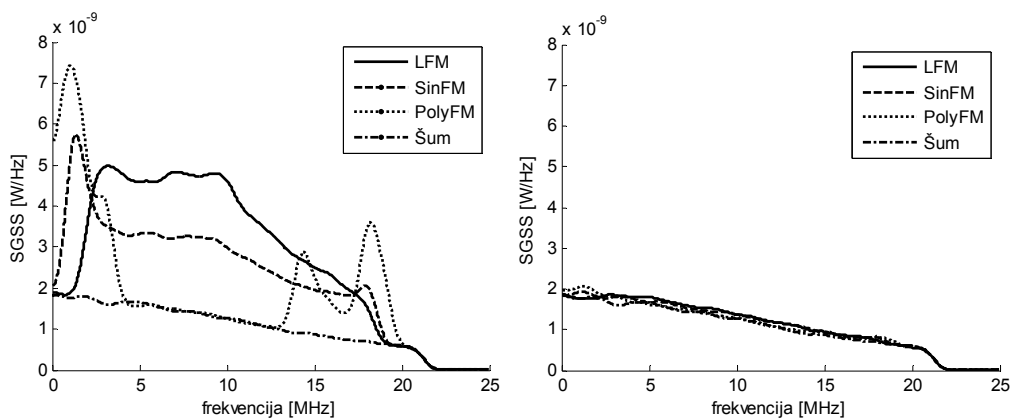 x 10⁻⁹
8
7
6
5
4
3
2
1
0
SGSS [W/Hz]
0 5 10 15 20 25
frekvencija [MHz]
LFM
SinFM
PolyFM
Šum
x 10⁻⁹
8
7
6
5
4
3
2
1
0
SGSS [W/Hz]
0 5 10 15 20 25
frekvencija [MHz]
LFM
SinFM
PolyFM
Šum